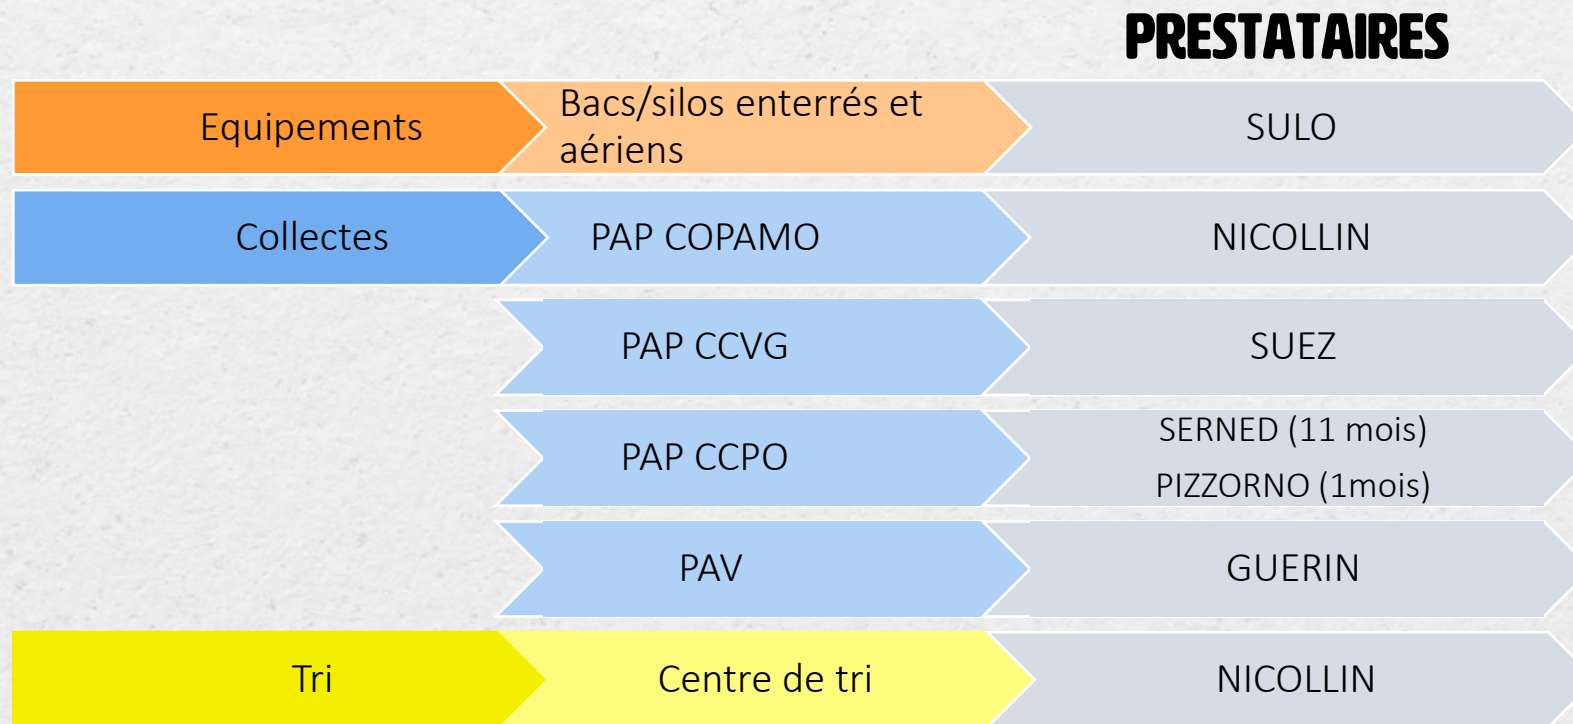 PRESTATAIRES
Equipements
Bacs/silos enterrés et
aériens
SULO
Collectes
PAP COPAMO
NICOLLIN
PAP CCVG
SUEZ
PAP CCPO
SERNED (11 mois)
PIZZORNO (1mois)
PAV
GUERIN
Tri
Centre de tri
NICOLLIN